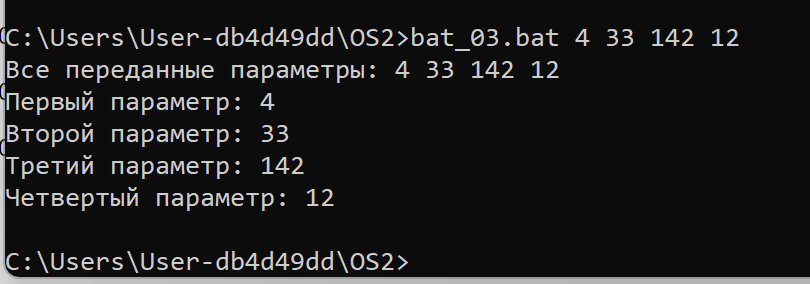 C:\Users\User-db4d49dd\OS2>bat_03.bat 4 33 142 12
Все переданные параметры: 4 33 142 12
Первый параметр: 4
Второй параметр: 33
Третий параметр: 142
Четвертый параметр: 12
C:\Users\User-db4d49dd\OS2>